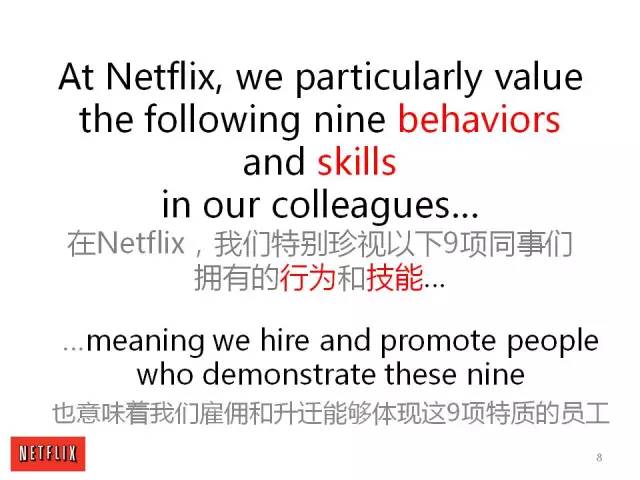 At Netflix, we particularly value
the following nine behaviors
and skills
in our colleagues...
在Netflix，我们特别珍视以下9项同事们
拥有的行为和技能...
...meaning we hire and promote people
who demonstrate these nine
也意味着我们雇佣和升迁能够体现这9项特质的员工
NETFLIX
8